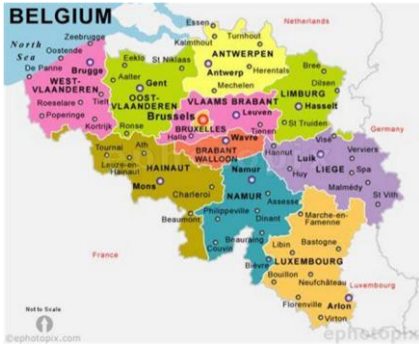 BELGIUM
Netherlands
Essen
Kalmthout
Turnhout
North
Sea
Zeebrugge
Oostende
De Panne
Brugge
Eeklo
St Niklaas
ANTWERPEN
Antwerp
Herentals
Bree
Dilsen
WEST-
VLAANDEREN
Aalter
Gent
Mechelen
LIMBURG
Hasselt
Roeselare
Tielt
OOST-
VLAANDEREN
VLAAMS BRABANT
Poperinge
Brussels
Leuven
St Truiden
Kortrijk
Ronse
BRUXELLES
Halle
Tienen
Germany
Wavre
Visé
Tournai
Ath
BRABANT
WALLOON
Hannut
Luik
Verviers
Leuze-en-
Hainaut
HAINAUT
Namur
Huy
LIEGE
Spa
Mons
Charleroi
NAMUR
Malmédy
Assesse
St Vith
Beaumont
Philippeville
Dinant
Marche-en-
Famenne
Couvin
Beauraing
Libin
Bastogne
France
Bièvre
LUXEMBOURG
Bouillon
Neufchâteau
Luxembourg
Not to Scale
Florenville
Arlon
Virton
©ephotopix.com
ephotopix